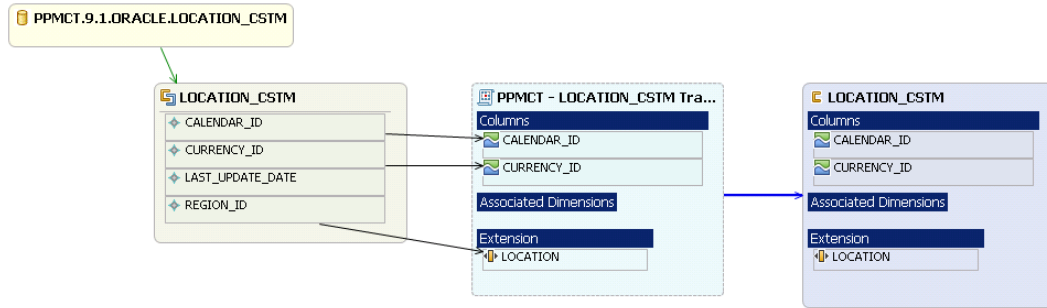 PPMCT.9.1.ORACLE.LOCATION_CSTM
LOCATION_CSTM
CALENDAR_ID
CURRENCY_ID
LAST_UPDATE_DATE
REGION_ID
PPMCT - LOCATION_CSTM Tra...
Columns
CALENDAR_ID
CURRENCY_ID
Associated Dimensions
Extension
LOCATION
LOCATION_CSTM
Columns
CALENDAR_ID
CURRENCY_ID
Associated Dimensions
Extension
LOCATION